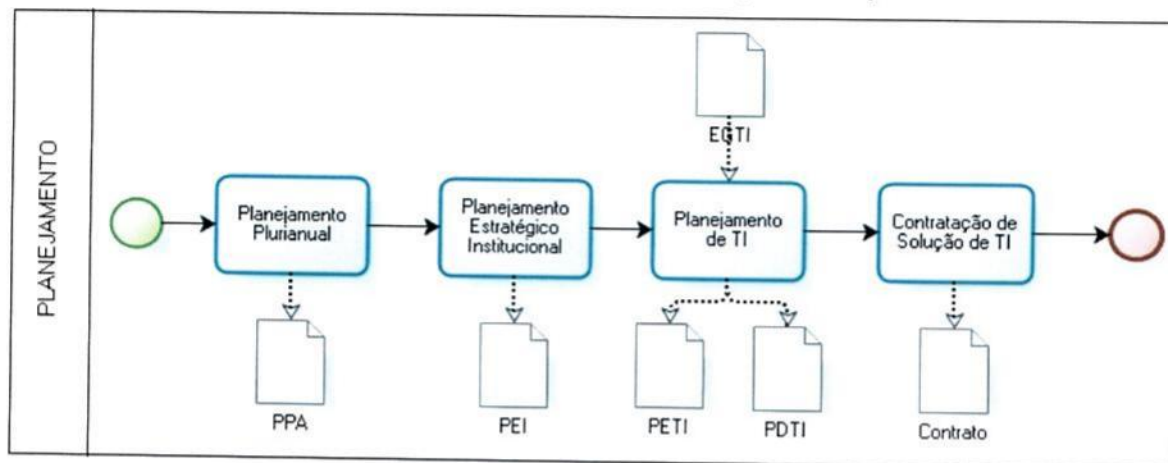 PLANEJAMENTO
EGTI
Planejamento
Plurianual
Planejamento
Estratégico
Institucional
Planejamento
de TI
Contratação de
Solução de TI
PPA
PEI
PETI
PDTI
Contrato